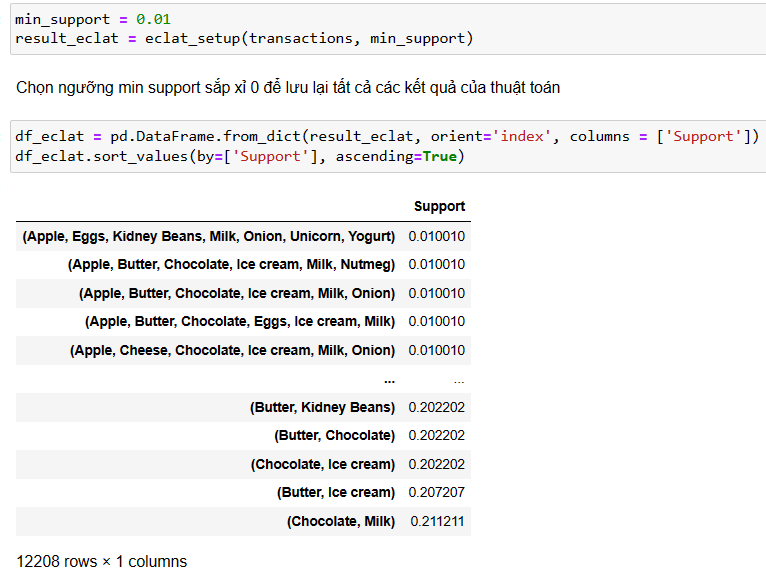 min_support = 0.01
result_eclat = eclat_setup(transactions, min_support)
Chọn ngưỡng min support sắp xỉ 0 để lưu lại tất cả các kết quả của thuật toán
df_eclat = pd.DataFrame.from_dict(result_eclat, orient='index', columns = ['Support'])
df_eclat.sort_values(by=['Support'], ascending=True)
Support
(Apple, Eggs, Kidney Beans, Milk, Onion, Unicorn, Yogurt) 0.010010
(Apple, Butter, Chocolate, Ice cream, Milk, Nutmeg) 0.010010
(Apple, Butter, Chocolate, Ice cream, Milk, Onion) 0.010010
(Apple, Butter, Chocolate, Eggs, Ice cream, Milk) 0.010010
(Apple, Cheese, Chocolate, Ice cream, Milk, Onion) 0.010010
... ...
(Butter, Kidney Beans) 0.202202
(Butter, Chocolate) 0.202202
(Chocolate, Ice cream) 0.202202
(Butter, Ice cream) 0.207207
(Chocolate, Milk) 0.211211
12208 rows × 1 columns